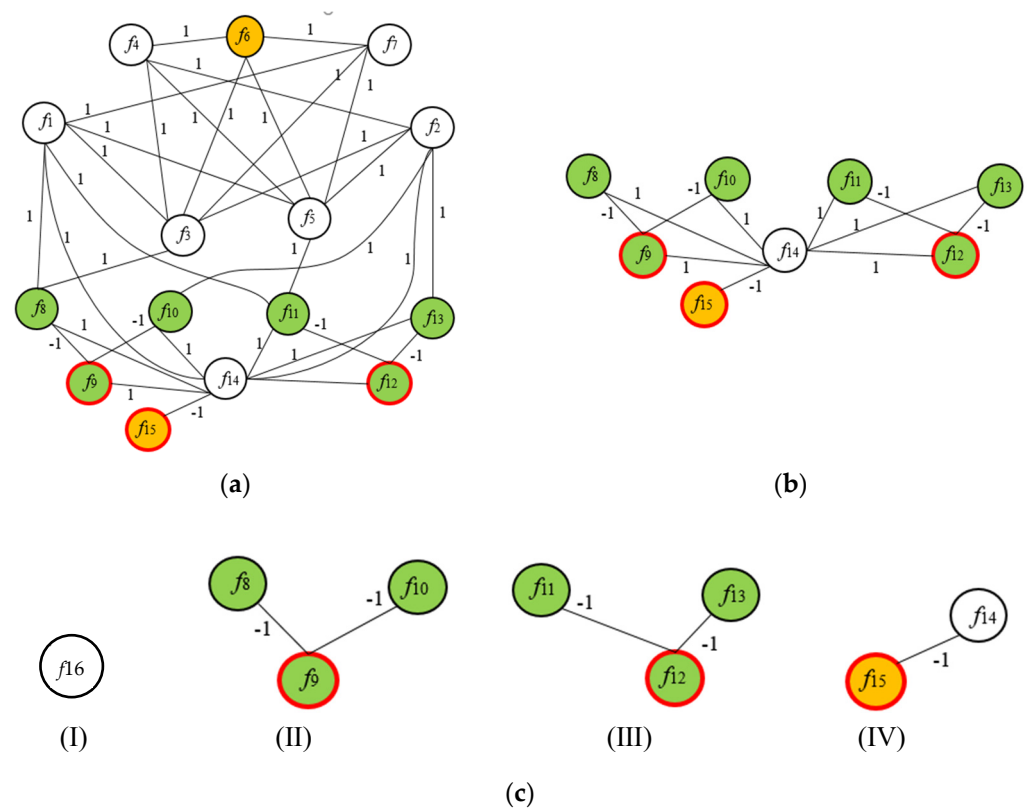 f4 1 f6 1 f7
1 1 1
1 f1 1 1 1 1 1 f2
1 1 1
1 f3 f5
1 1 1 1 1 1
1
f8 f10 f11 f13
1 -1 -1
-1 1 1 1 -1
f9 f14 f12
1 -1
f15
(a)
f8 f10 f11 f13
1 -1 -1
-1 1 1 1 -1
f9 f14 f12
1 1
f15 -1
(b)
f8 f10 f11 f13 f14
-1 -1 -1 -1 -1
f16 f9 f12 f15
(I) (II) (III) (IV)
(c)